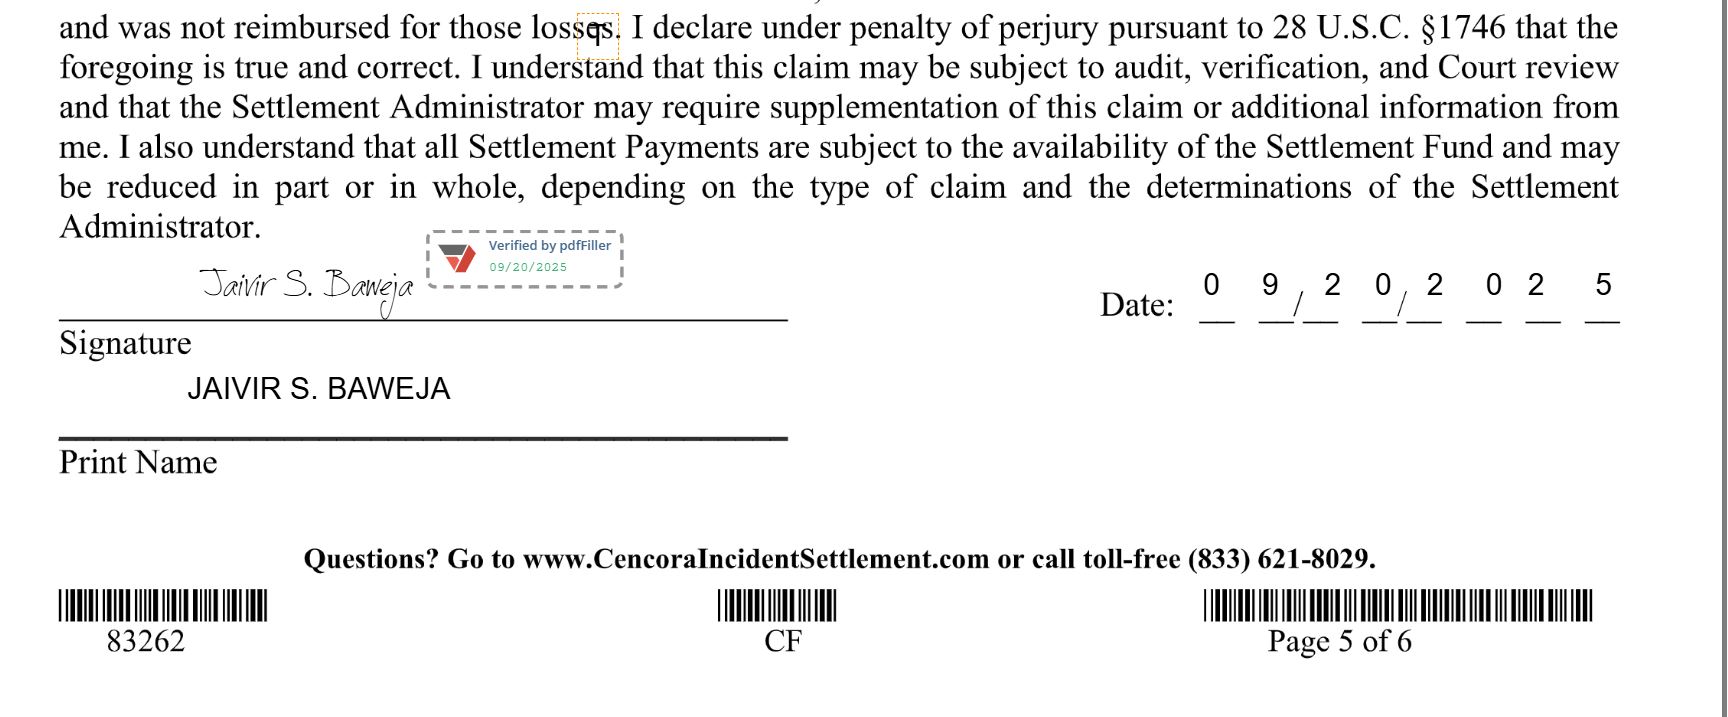 and was not reimbursed for those losses. I declare under penalty of perjury pursuant to 28 U.S.C. §1746 that the
foregoing is true and correct. I understand that this claim may be subject to audit, verification, and Court review
and that the Settlement Administrator may require supplementation of this claim or additional information from
me. I also understand that all Settlement Payments are subject to the availability of the Settlement Fund and may
be reduced in part or in whole, depending on the type of claim and the determinations of the Settlement
Administrator.
Verified by pdfFiller
09/20/2025
Jaivir S. Baweja
Date: 0 9/2 0/2 0 2 5
Signature
JAIVIR S. BAWEJA
Print Name
Questions? Go to www.CencoraIncidentSettlement.com or call toll-free (833) 621-8029.
83262 CF Page 5 of 6